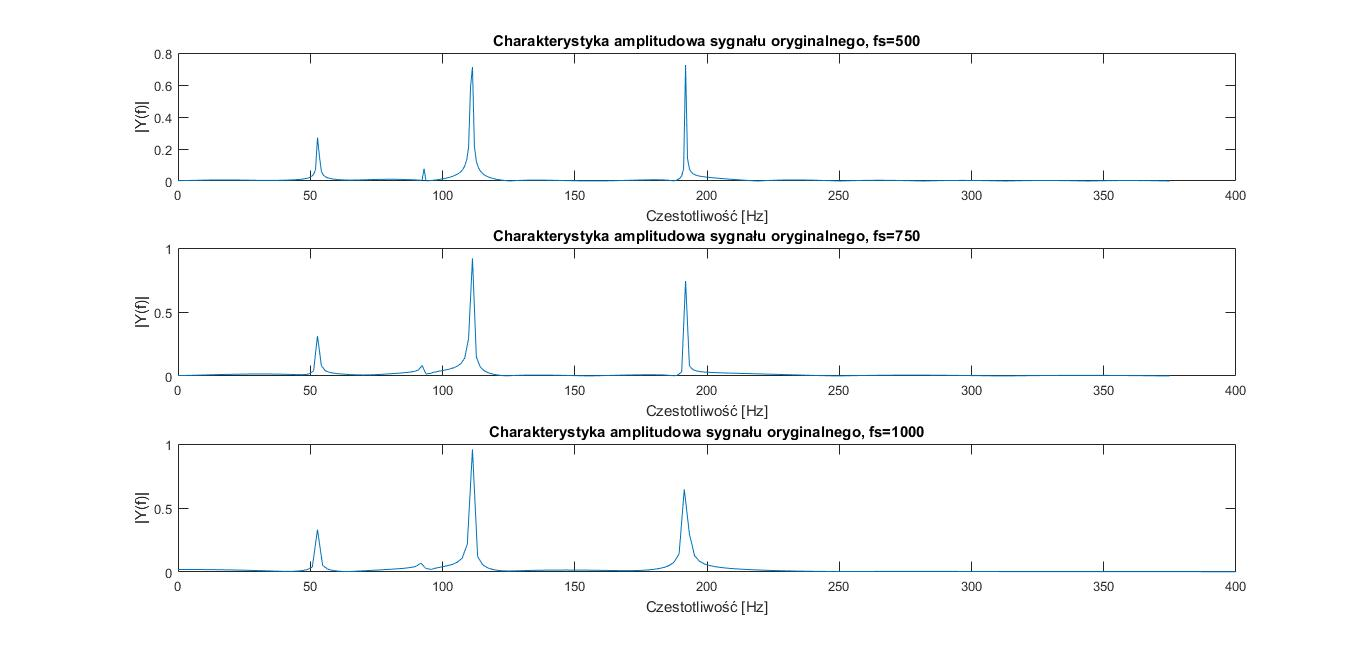 Charakterystyka amplitudowa sygnału oryginalnego, fs=500
0.8
0.6
0.4
0.2
0
|Y(f)|
0 50 100 150 200 250 300 350 400
Czestotliwość [Hz]
Charakterystyka amplitudowa sygnału oryginalnego, fs=750
1
0.5
0
|Y(f)|
0 50 100 150 200 250 300 350 400
Czestotliwość [Hz]
Charakterystyka amplitudowa sygnału oryginalnego, fs=1000
1
0.5
0
|Y(f)|
0 50 100 150 200 250 300 350 400
Czestotliwość [Hz]